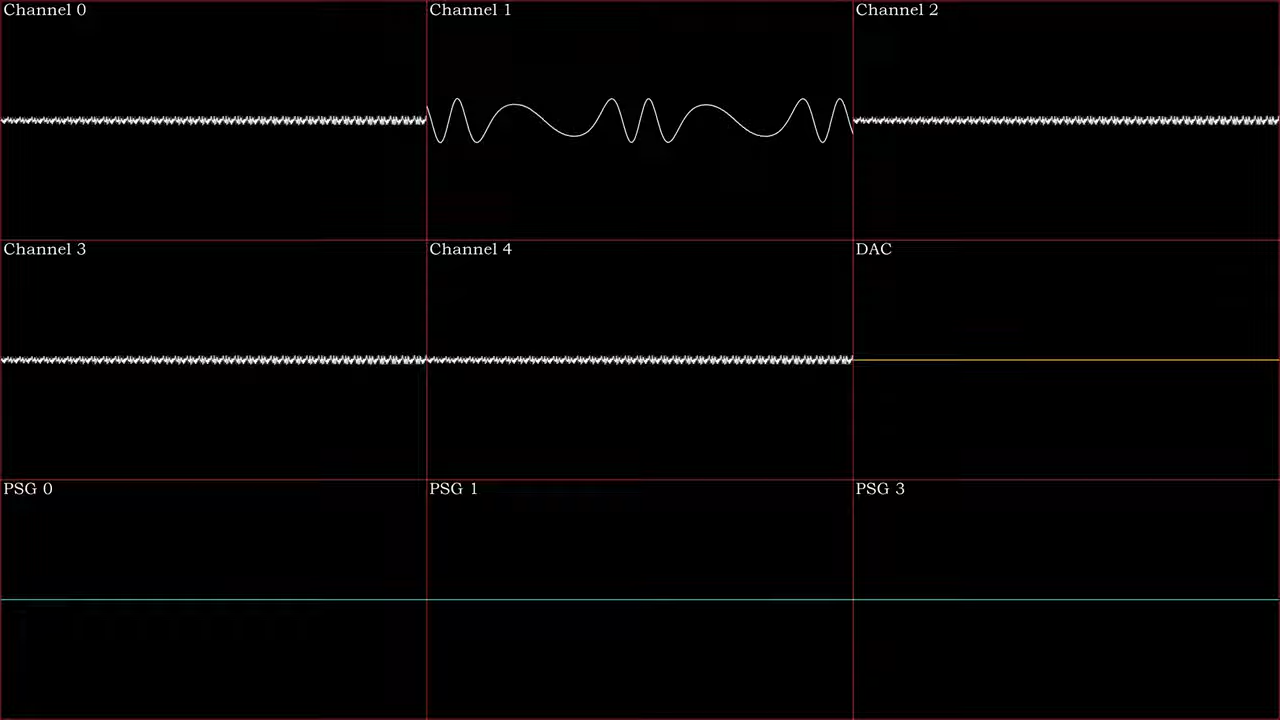 Channel 0
Channel 1
Channel 2
Channel 3
Channel 4
DAC
PSG 0
PSG 1
PSG 3